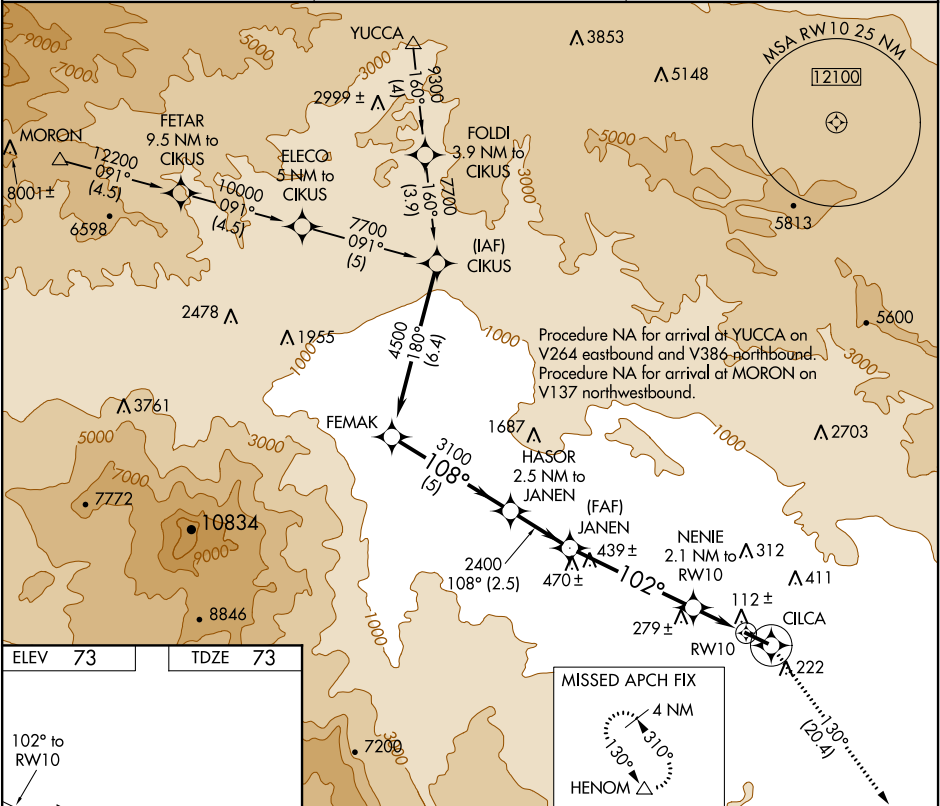 9000
7000
5000
YUCCA
3000
3853
MSA RW10 25 NM
12100
5148
2999 ±
9300
160°
(4)
FETAR
9.5 NM to
CIKUS
MORON
8001±
12200
091°
(4.5)
ELECO
5 NM to
CIKUS
FOLDI
3.9 NM to
CIKUS
5000
3000
5813
6598
10000
091°
(4.5)
7700
160°
(3.9)
7700
091°
(5)
(IAF)
CIKUS
2478
1955
1000
4500
180°
(6.4)
1000
5600
3000
Procedure NA for arrival at YUCCA on
V264 eastbound and V386 northbound.
Procedure NA for arrival at MORON on
V137 northwestbound.
3761
5000
3000
FEMAK
1687
1000
2703
3100
108°
(5)
HASOR
2.5 NM to
JANEN
7000
7772
10834
9000
(FAF)
JANEN
2400
108° (2.5)
439 ±
470 ±
102°
NENIE
2.1 NM to
RW10
312
411
8846
1000
279 ±
112 ±
CILCA
RW10
222
ELEV 73
TDZE 73
MISSED APCH FIX
4 NM
310°
130°
HENOM
130°
(20.4)
7200
102° to
RW10